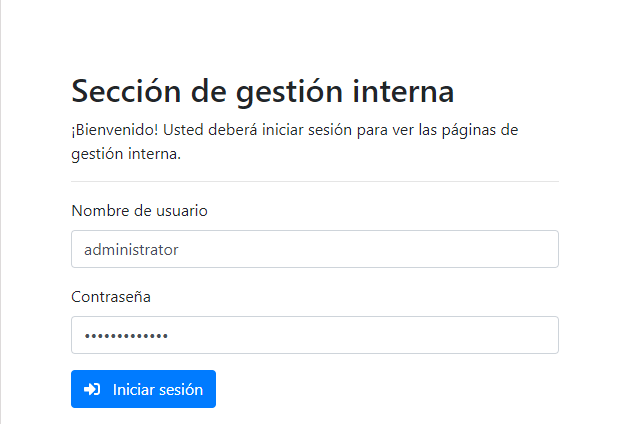 Sección de gestión interna
¡Bienvenido! Usted deberá iniciar sesión para ver las páginas de
gestión interna.
Nombre de usuario
administrator
Contraseña
•••••••••••••
Iniciar sesión